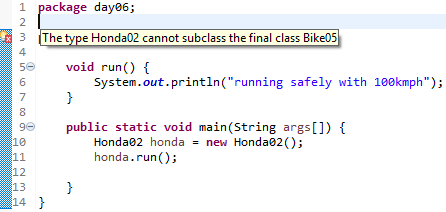 1 package day06;
2
3 The type Honda02 cannot subclass the final class Bike05
4
5 void run() {
6 System.out.println("running safely with 100kmph");
7 }
8
9 public static void main(String args[]) {
10 Honda02 honda = new Honda02();
11 honda.run();
12
13 }
14 }